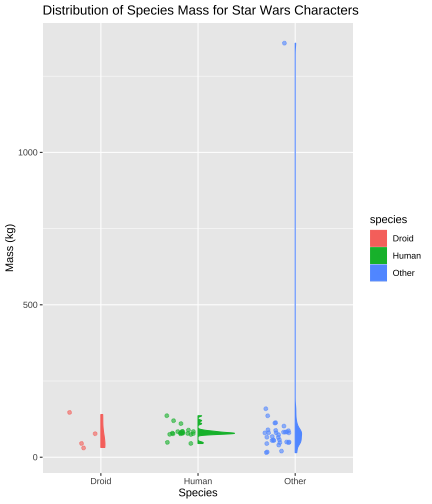 Distribution of Species Mass for Star Wars Characters
1000
500
0
Mass (kg)
Droid
Human
Other
Species
species
Droid
Human
Other